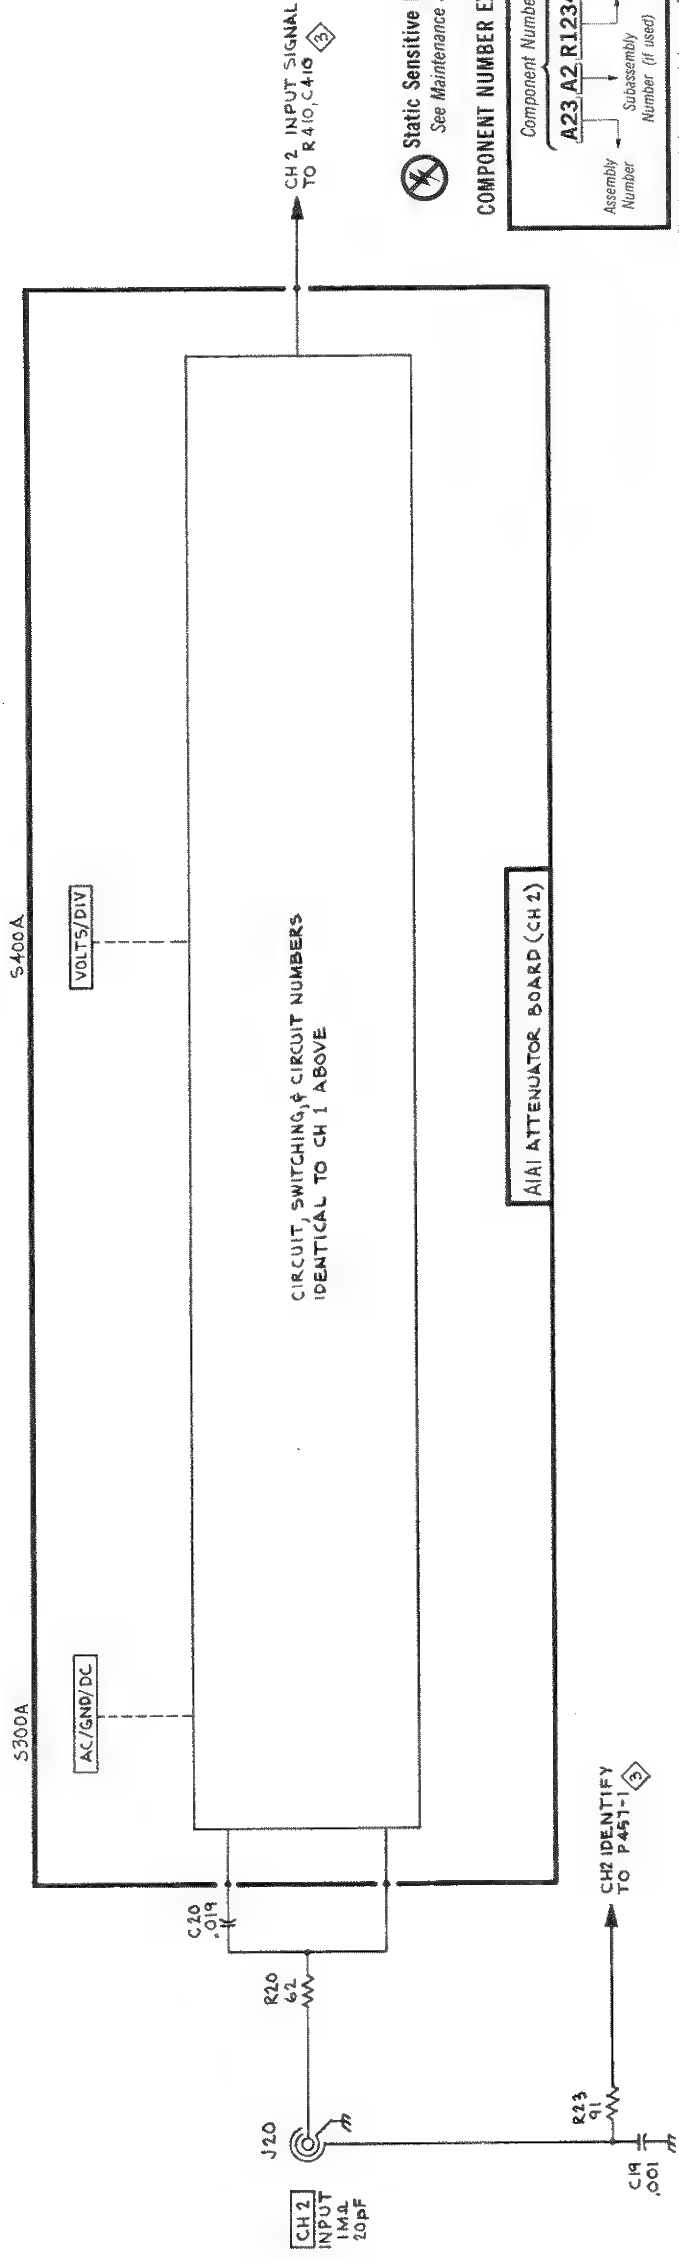 CH 2
INPUT
1MΩ
20pF
J20
R20
62
C20
.019
C19
.001
R23
91
CH2 IDENTIFY
TO P457-1
3
S300A
AC/GND/DC
S400A
VOLTS/DIV
CIRCUIT, SWITCHING, & CIRCUIT NUMBERS
IDENTICAL TO CH 1 ABOVE
A1A1 ATTENUATOR BOARD (CH 2)
CH 2 INPUT SIGNAL
TO R410, C410
3
Static Sensitive
See Maintenance
COMPONENT NUMBER E
Component Numbe
A23 A2 R123
Assembly
Number
Subassembly
Number (if used)